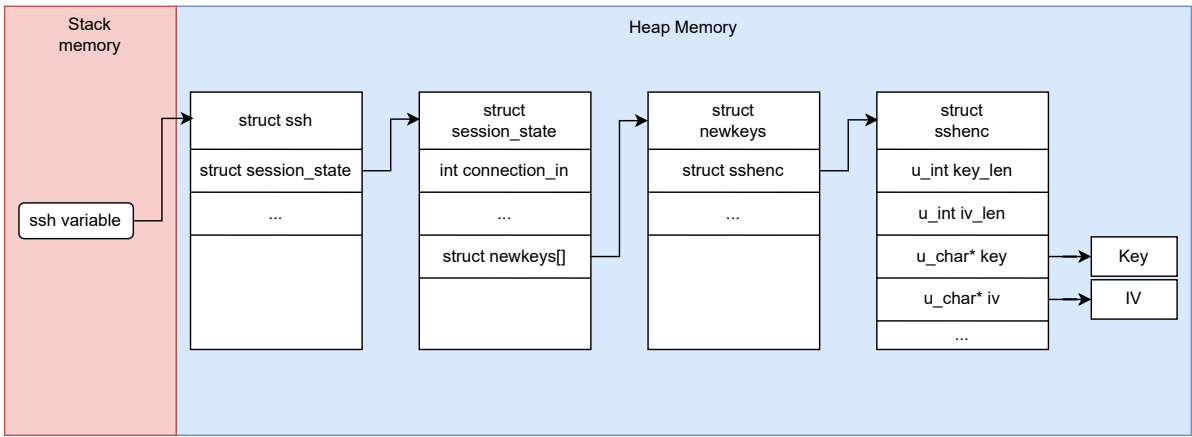 Stack
memory
Heap Memory
ssh variable
struct ssh
struct session_state
...
struct
session_state
int connection_in
...
struct newkeys[]
struct
newkeys
struct sshenc
...
struct
sshenc
u_int key_len
u_int iv_len
u_char* key
u_char* iv
...
Key
IV